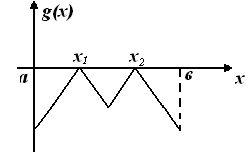 g(x)
x₁ x₂
a в x